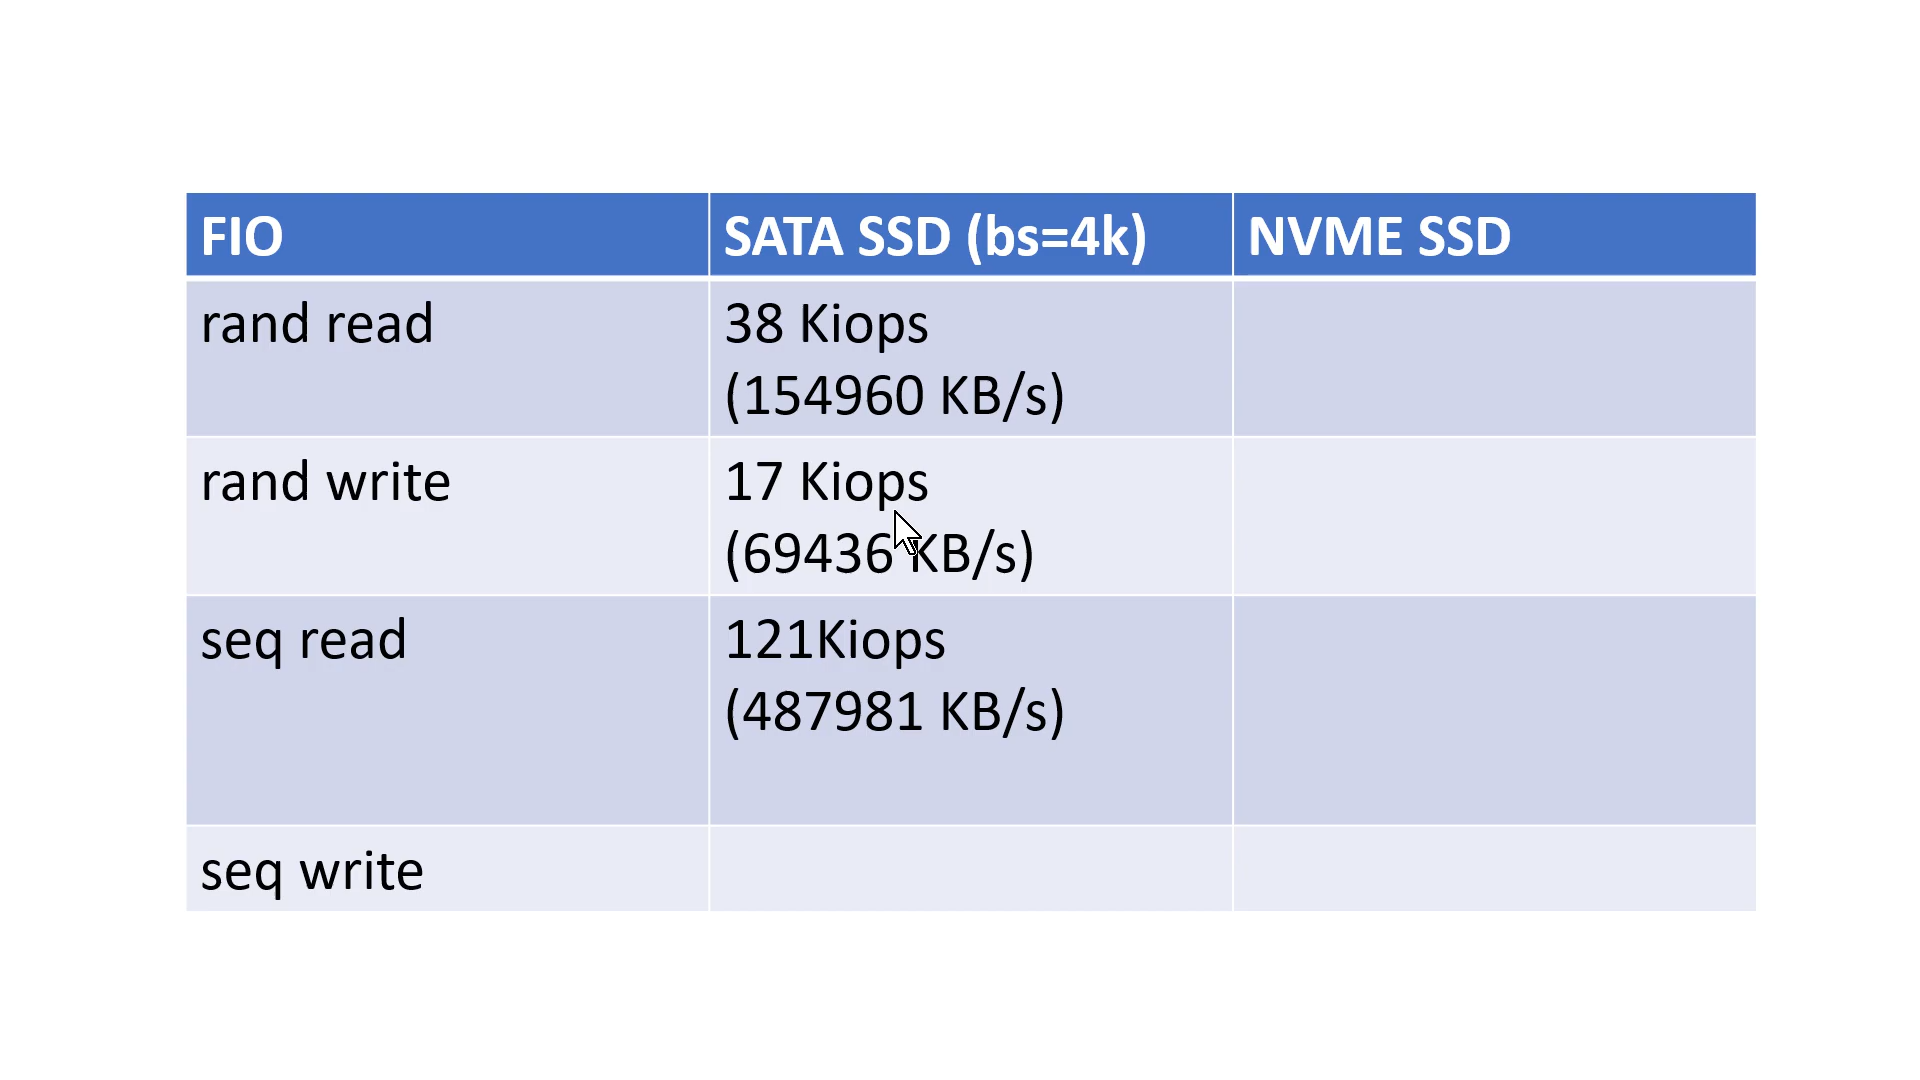 FIO
SATA SSD (bs=4k)
NVME SSD
rand read
38 Kiops
(154960 KB/s)
rand write
17 Kiops
(69436 KB/s)
seq read
121Kiops
(487981 KB/s)
seq write